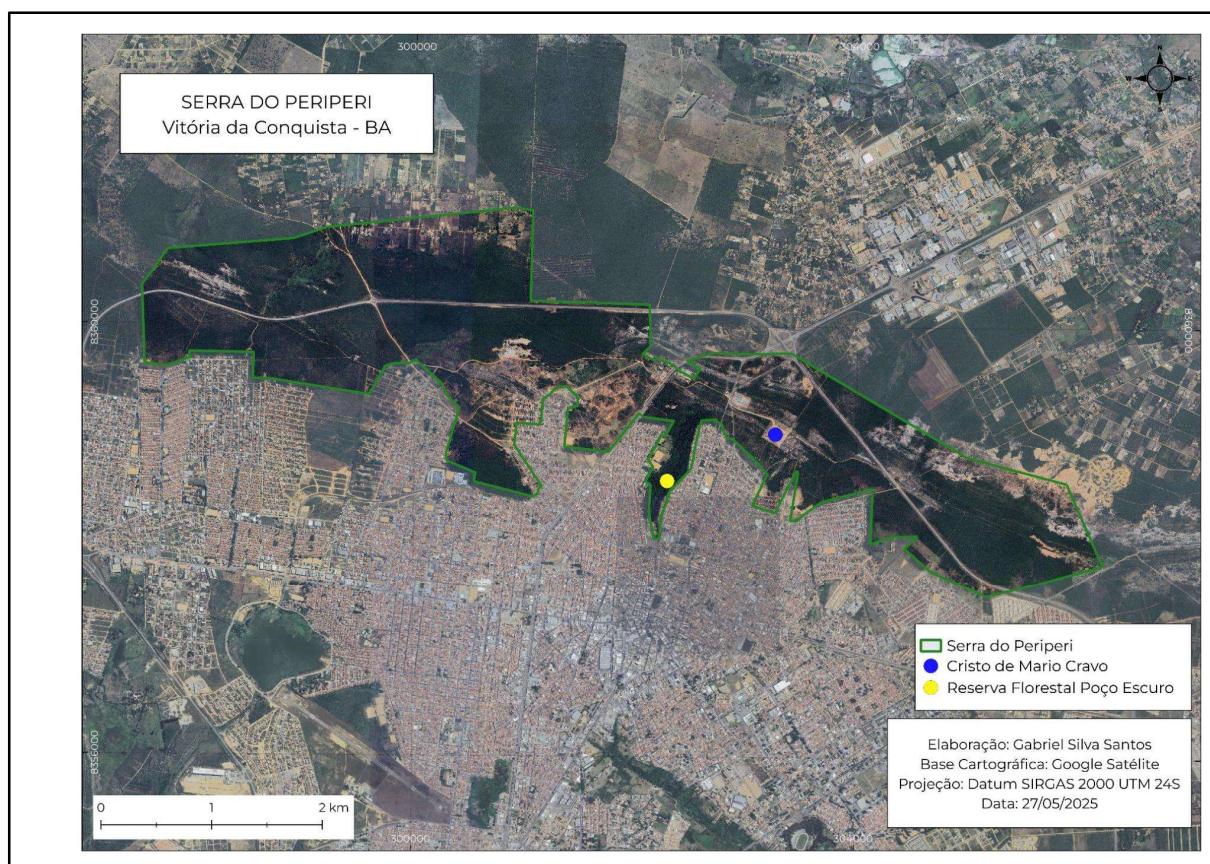 300000
304000
N
W
E
S
SERRA DO PERIPERI
Vitória da Conquista - BA
8360000
8360000
Serra do Periperi
Cristo de Mario Cravo
Reserva Florestal Poço Escuro
8356000
Elaboração: Gabriel Silva Santos
Base Cartográfica: Google Satélite
Projeção: Datum SIRGAS 2000 UTM 24S
Data: 27/05/2025
0 1 2 km
300000
304000